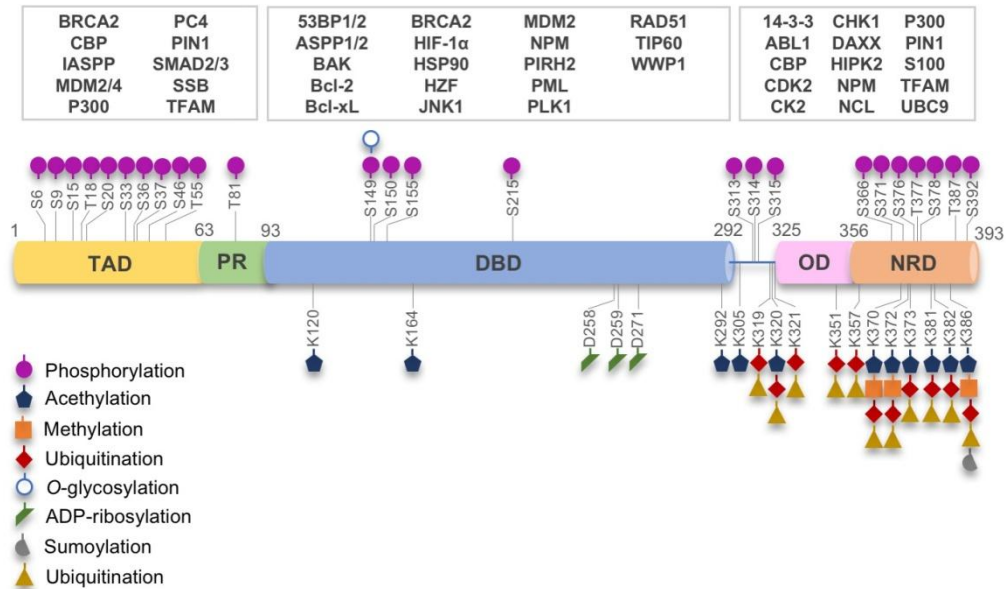 BRCA2 PC4
CBP PIN1
IASPP SMAD2/3
MDM2/4 SSB
P300 TFAM
53BP1/2 BRCA2 MDM2 RAD51
ASPP1/2 HIF-1α NPM TIP60
BAK HSP90 PIRH2 WWP1
Bcl-2 HZF PML
Bcl-xL JNK1 PLK1
14-3-3 CHK1 P300
ABL1 DAXX PIN1
CBP HIPK2 S100
CDK2 NPM TFAM
CK2 NCL UBC9
S6 S9 S15 T18 S20 S33 S36 S37 S46 T55 T81 S149 S150 S155 S215 S313 S314 S315 S366 S371 S376 T377 S378 T387 S392
1 63 93 292 325 356 393
TAD PR DBD OD NRD
K120 K164 D258 D259 D271 K292 K305 K319 K320 K321 K351 K357 K370 K372 K373 K381 K382 K386
Phosphorylation
Acethylation
Methylation
Ubiquitination
O-glycosylation
ADP-ribosylation
Sumoylation
Ubiquitination